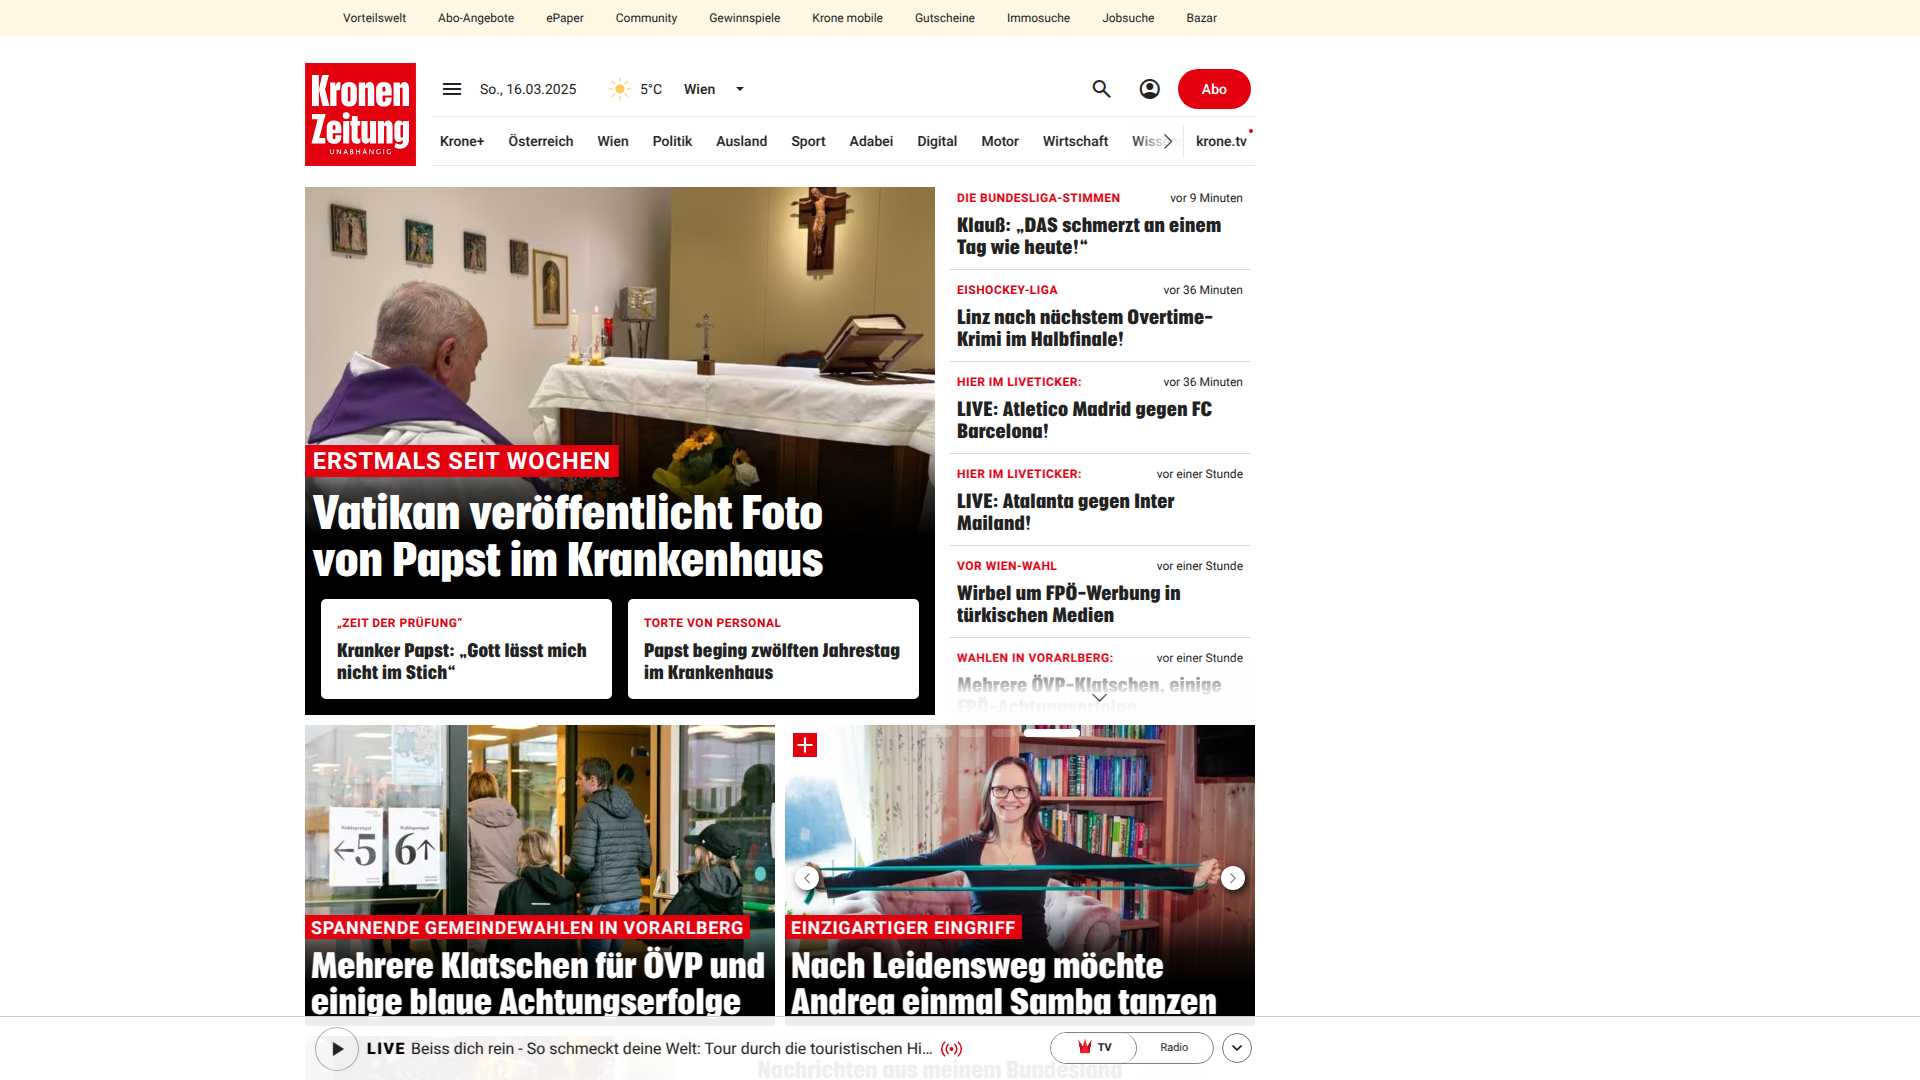 Vorteilswelt Abo-Angebote ePaper Community Gewinnspiele Krone mobile Gutscheine Immosuche Jobsuche Bazar
Kronen
Zeitung
UNABHÄNGIG
So., 16.03.2025 5°C Wien
Abo
Krone+ Österreich Wien Politik Ausland Sport Adabei Digital Motor Wirtschaft krone.tv
ERSTMALS SEIT WOCHEN
Vatikan veröffentlicht Foto
von Papst im Krankenhaus
„ZEIT DER PRÜFUNG“
Kranker Papst: „Gott lässt mich
nicht im Stich“
TORTE VON PERSONAL
Papst beging zwölften Jahrestag
im Krankenhaus
DIE BUNDESLIGA-STIMMEN vor 9 Minuten
Klauß: „DAS schmerzt an einem
Tag wie heute!“
EISHOCKEY-LIGA vor 36 Minuten
Linz nach nächstem Overtime-
Krimi im Halbfinale!
HIER IM LIVETICKER: vor 36 Minuten
LIVE: Atletico Madrid gegen FC
Barcelona!
HIER IM LIVETICKER: vor einer Stunde
LIVE: Atalanta gegen Inter
Mailand!
VOR WIEN-WAHL vor einer Stunde
Wirbel um FPÖ-Werbung in
türkischen Medien
WAHLEN IN VORARLBERG: vor einer Stunde
Mehrere ÖVP-Klatschen, einige
FPÖ-Achtungserfolge
5
6
SPANNENDE GEMEINDEWAHLEN IN VORARLBERG
Mehrere Klatschen für ÖVP und
einige blaue Achtungserfolge
EINZIGARTIGER EINGRIFF
Nach Leidensweg möchte
Andrea einmal Samba tanzen
LIVE Beiss dich rein - So schmeckt deine Welt: Tour durch die touristischen Hi...
TV
Radio
Nachrichten aus meinem Bundesland